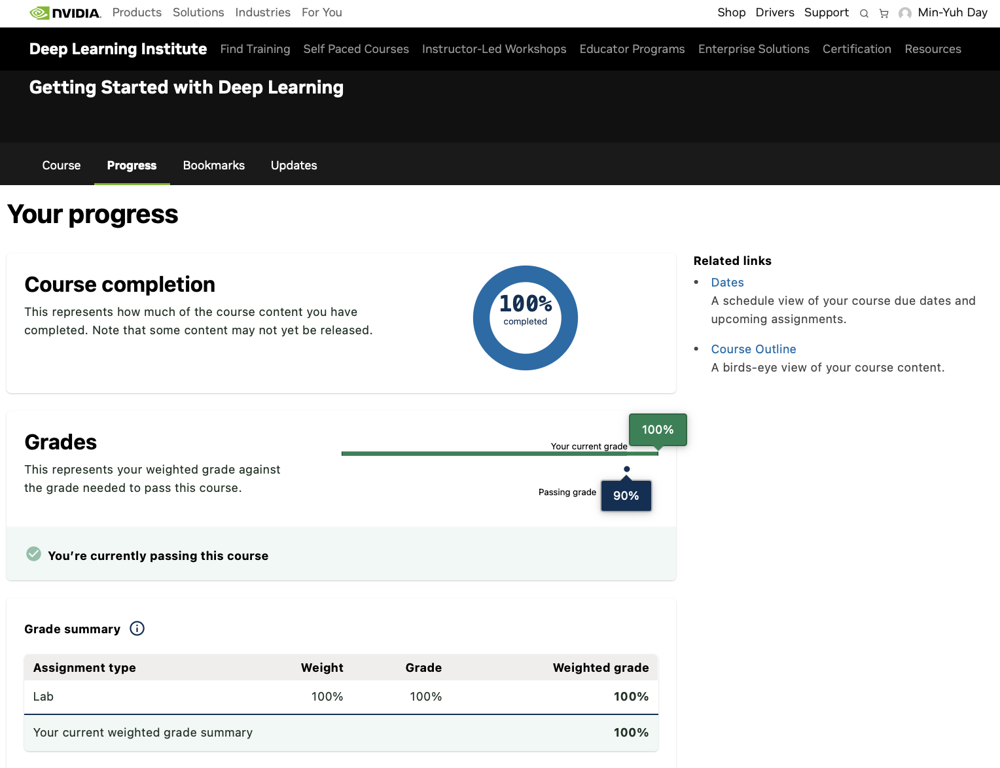 NVIDIA. Products Solutions Industries For You Shop Drivers Support Min-Yuh Day
Deep Learning Institute Find Training Self Paced Courses Instructor-Led Workshops Educator Programs Enterprise Solutions Certification Resources
Getting Started with Deep Learning
Course Progress Bookmarks Updates
Your progress
Course completion
This represents how much of the course content you have
completed. Note that some content may not yet be released.
100%
completed
Related links
• Dates
A schedule view of your course due dates and
upcoming assignments.
• Course Outline
A birds-eye view of your course content.
Grades
This represents your weighted grade against
the grade needed to pass this course.
Your current grade 100%
Passing grade 90%
You’re currently passing this course
Grade summary
Assignment type Weight Grade Weighted grade
Lab 100% 100% 100%
Your current weighted grade summary 100%